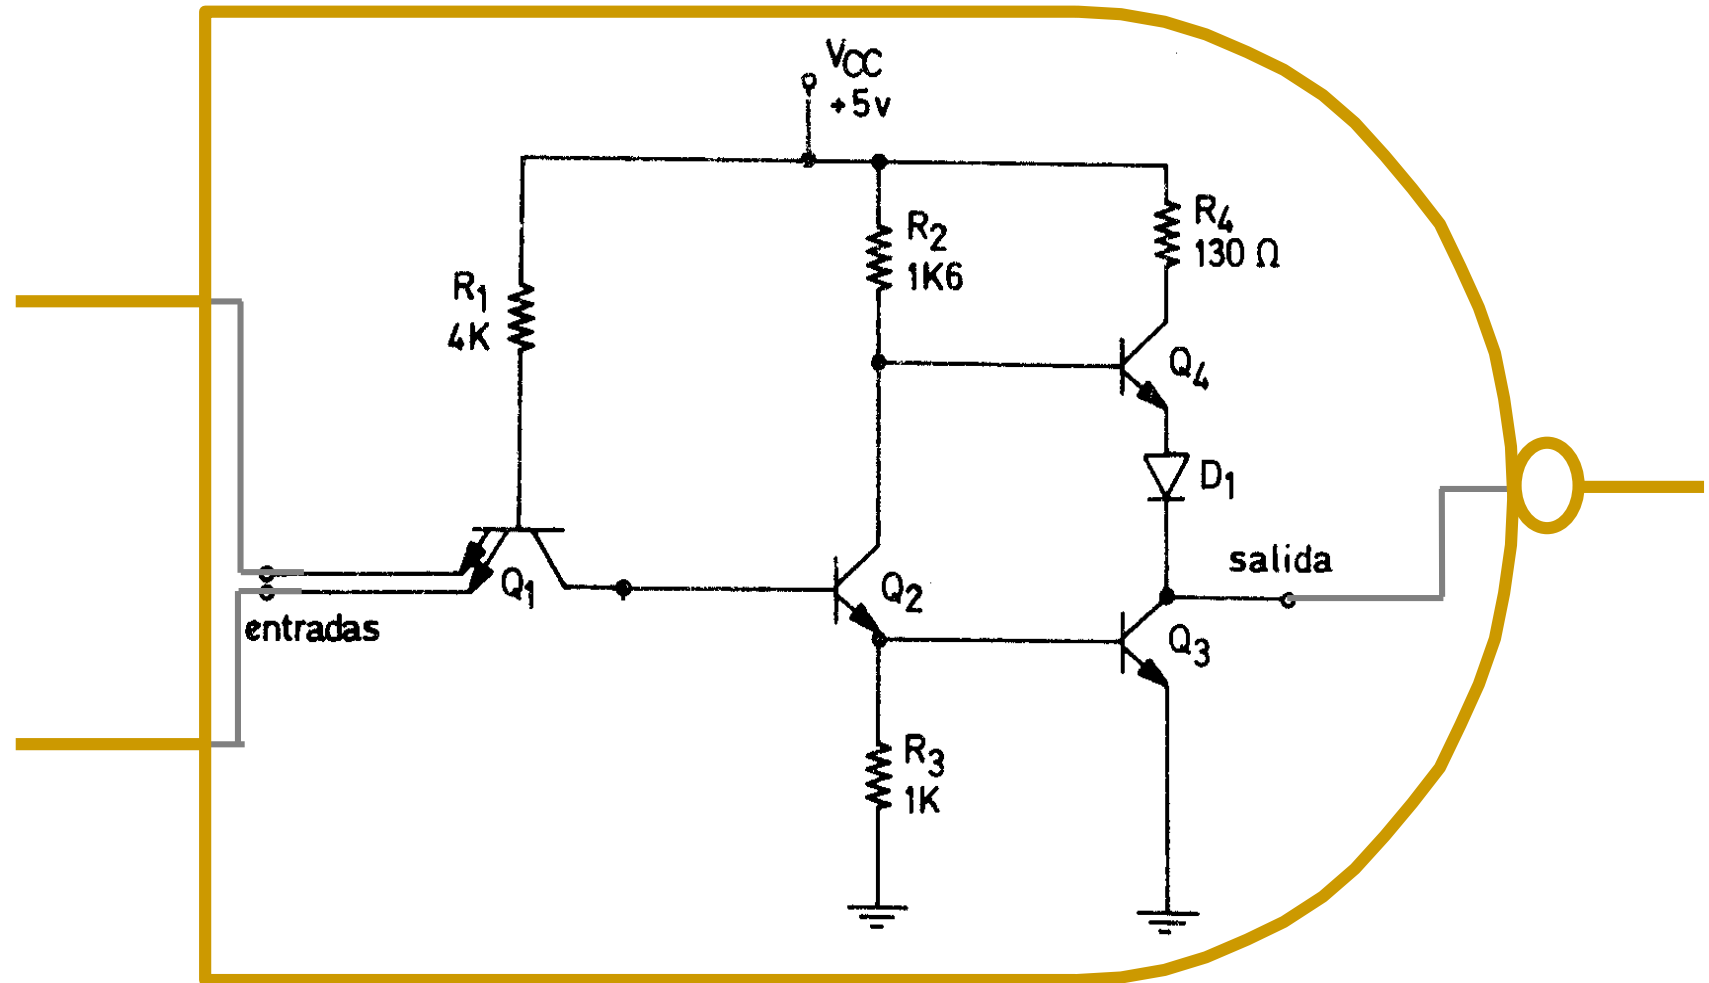 VCC
+5v
R1
4K
R2
1K6
R4
130 Ω
Q4
D1
salida
Q1
entradas
Q2
Q3
R3
1K